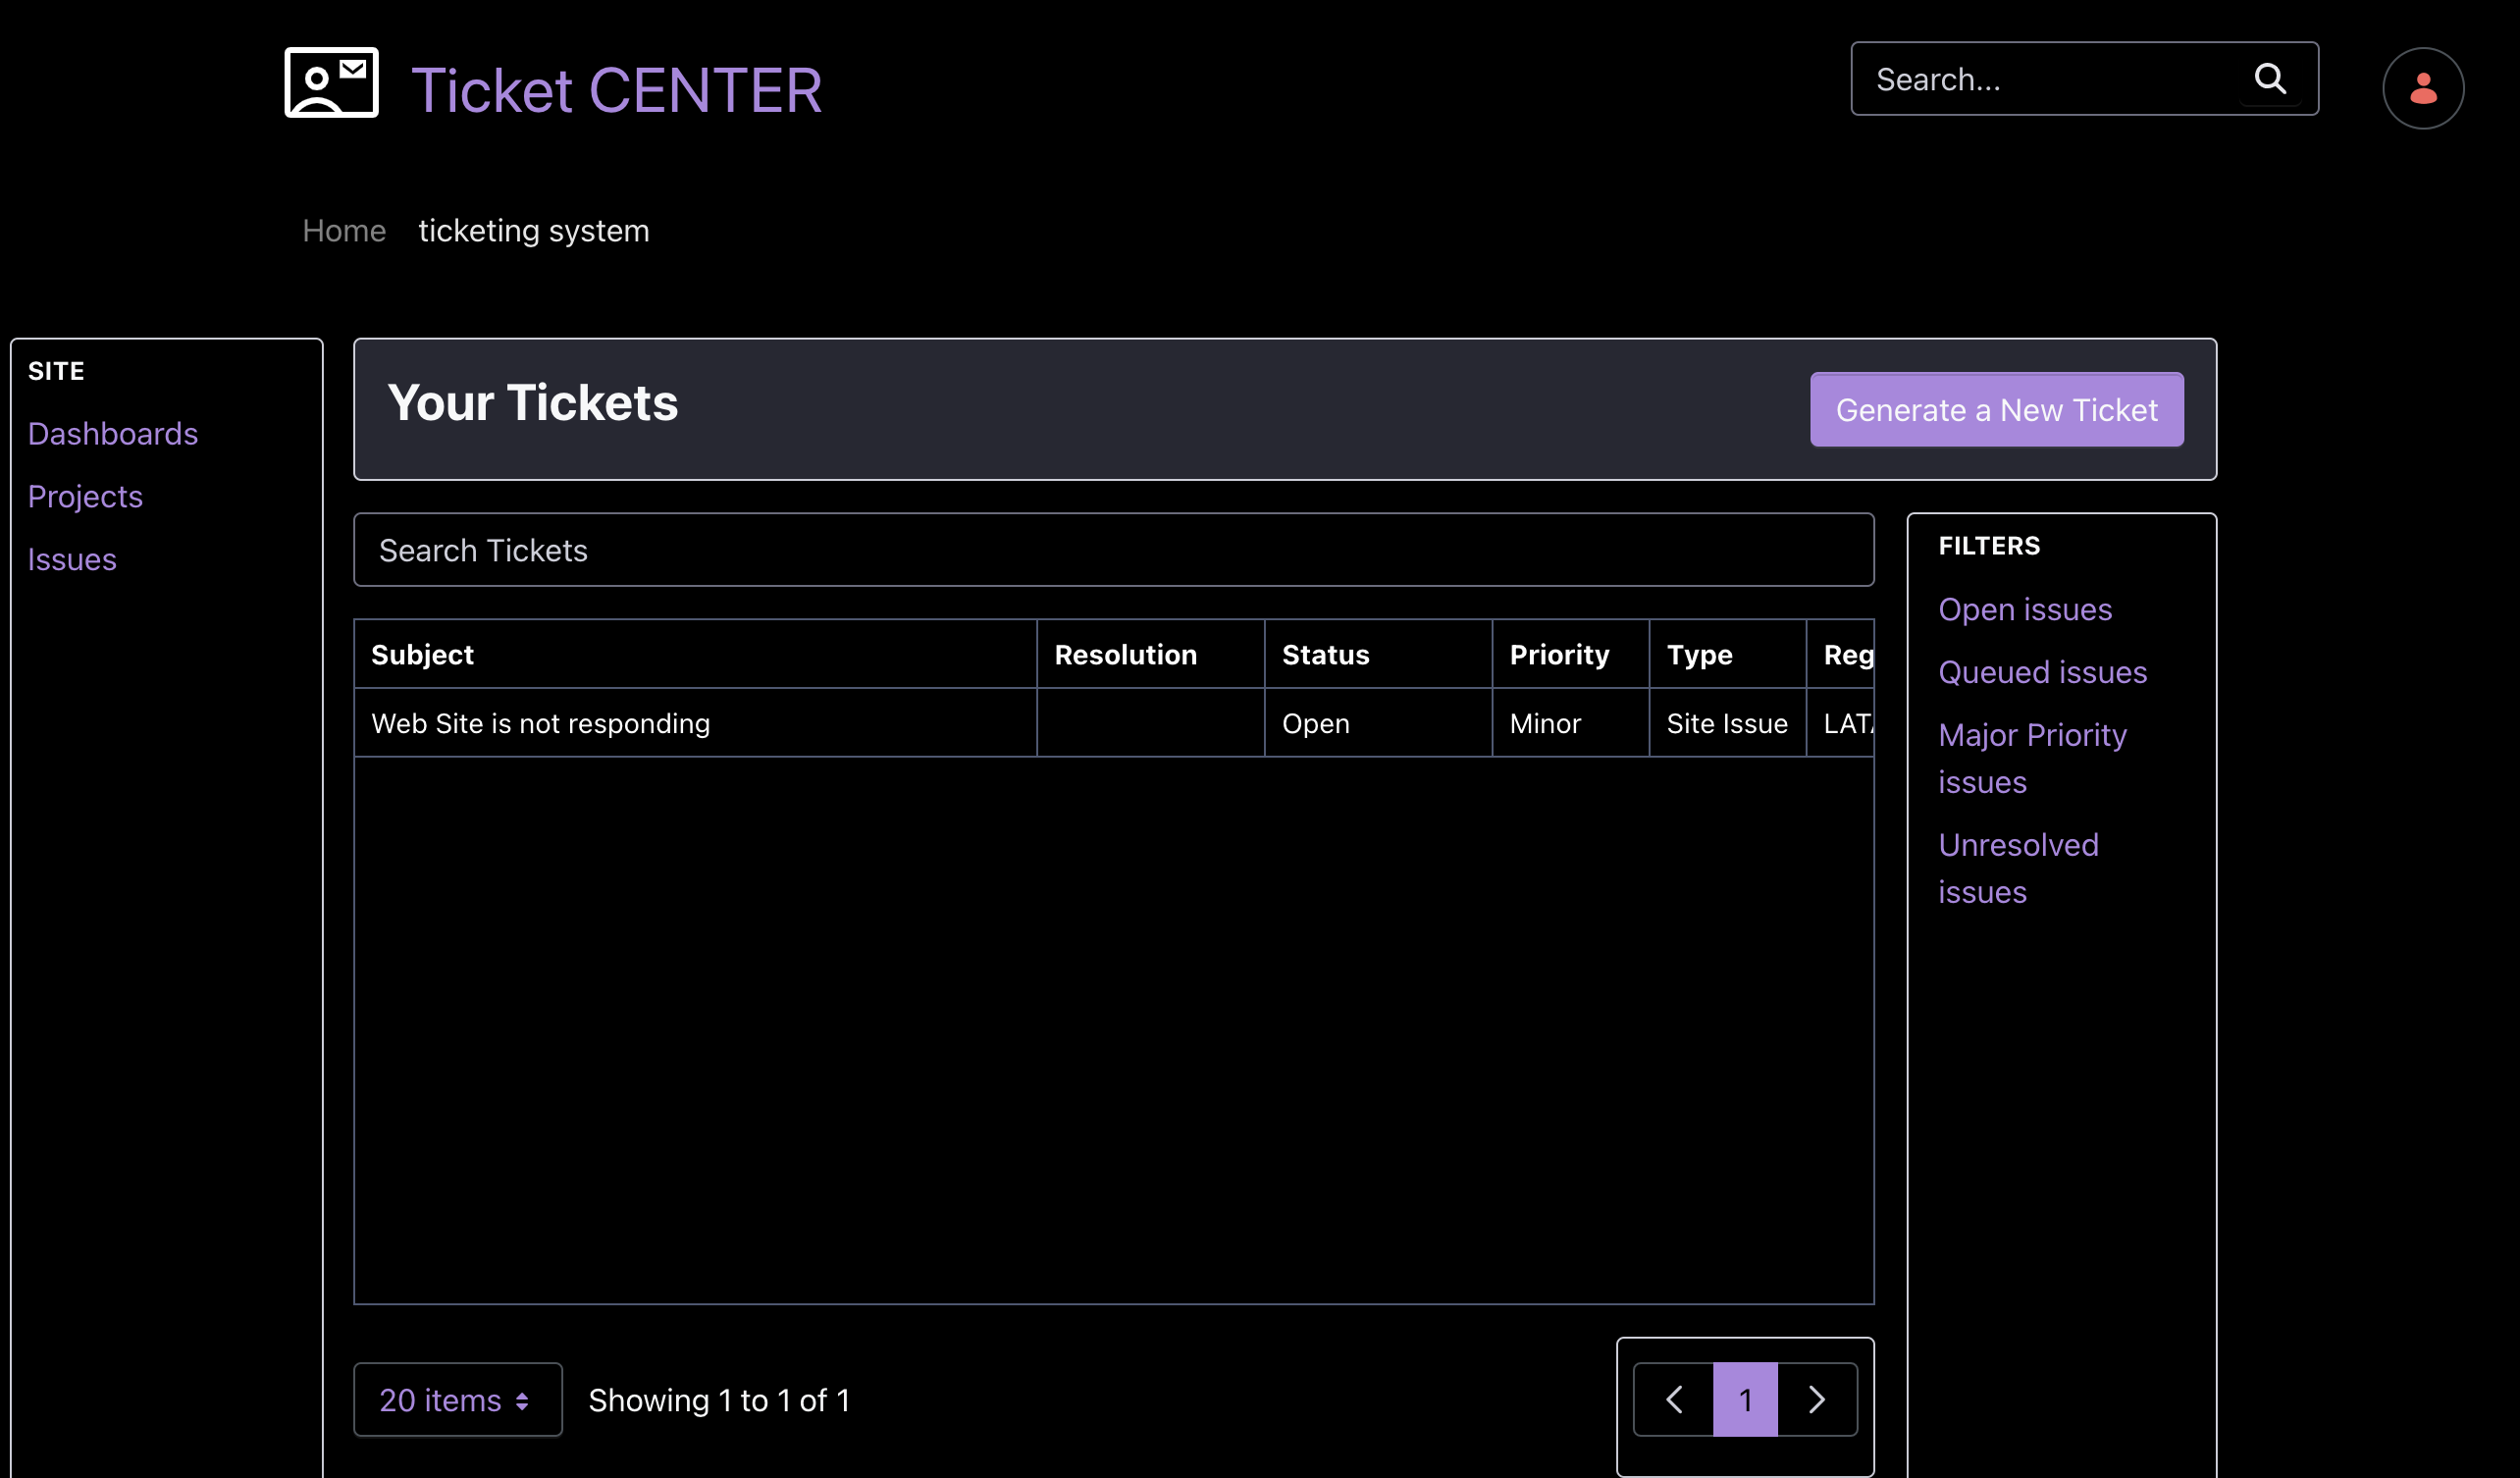 Ticket CENTER
Search...
Home ticketing system
SITE
Dashboards
Projects
Issues
Your Tickets
Generate a New Ticket
Search Tickets
Subject Resolution Status Priority Type Reg
Web Site is not responding Open Minor Site Issue LAT
20 items Showing 1 to 1 of 1
1
FILTERS
Open issues
Queued issues
Major Priority
issues
Unresolved
issues